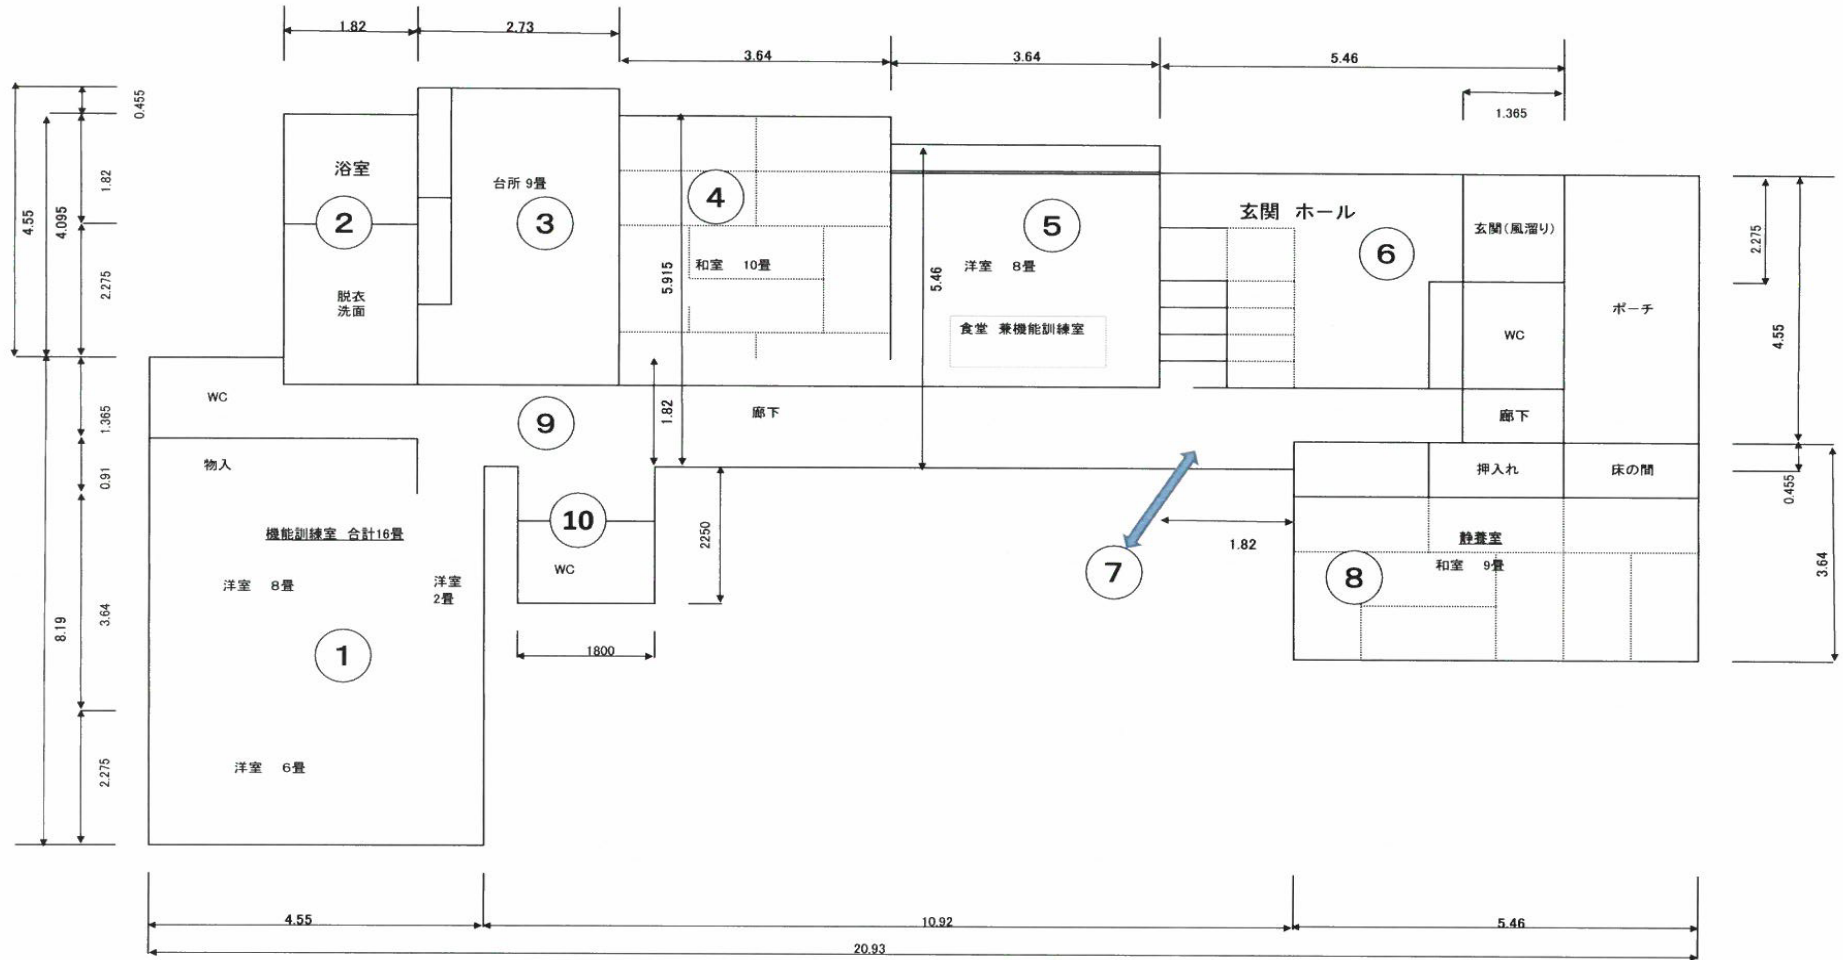 1.82
2.73
3.64
3.64
5.46
1.365
0.455
4.55
4.095
1.82
2.275
浴室
②
脱衣
洗面
台所 9畳
③
④
和室 10畳
5.915
1.82
⑤
洋室 8畳
5.46
食堂 兼機能訓練室
玄関 ホール
⑥
玄関(風溜り)
WC
ポーチ
2.275
4.55
WC
⑨
廊下
廊下
1.365
物入
0.91
押入れ
床の間
0.455
機能訓練室 合計16畳
洋室 8畳
洋室
2畳
⑩
WC
2250
1800
⑦
1.82
静養室
和室 9畳
⑧
3.64
8.19
3.64
①
洋室 6畳
2.275
4.55
10.92
5.46
20.93